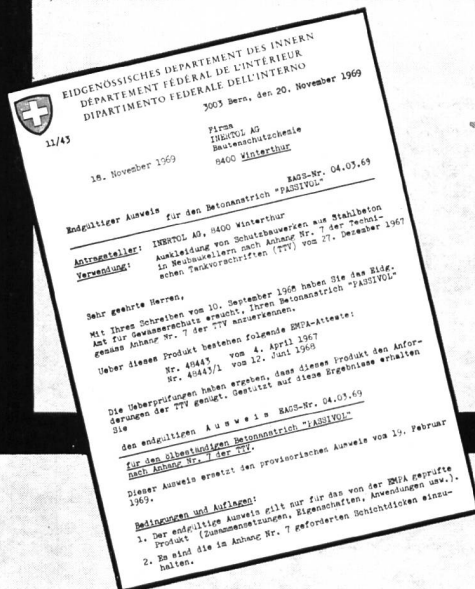 EIDGENÖSSISCHES DEPARTEMENT DES INNERN
DÉPARTEMENT FÉDÉRAL DE L'INTÉRIEUR
DIPARTIMENTO FEDERALE DELL'INTERNO
11/43
3003 Bern, den 20. November 1969
18. November 1969
Firma
INERTOL AG
Bautenschutzchemie
8400 Winterthur
EAGS-Nr. 04.03.69
Endgültiger Ausweis für den Betonanstrich "PASSIVOL"
Antragsteller: INERTOL AG, 8400 Winterthur
Verwendung: Auskleidung von Schutzbauwerken aus Stahlbeton
in Neubaukellern nach Anhang Nr. 7 der Techni-
schen Tankvorschriften (TTV) vom 27. Dezember 1967
Sehr geehrte Herren,
Mit Ihrem Schreiben vom 10. September 1968 haben Sie das Eidg.
Amt für Gewässerschutz ersucht, Ihren Betonanstrich "PASSIVOL"
gemäss Anhang Nr. 7 der TTV anzuerkennen.
Ueber dieses Produkt bestehen folgende EMPA-Atteste:
Nr. 48443 vom 4. April 1967
Nr. 48443/1 vom 12. Juni 1968
Die Ueberprüfungen haben ergeben, dass dieses Produkt den Anfor-
derungen der TTV genügt. Gestützt auf diese Ergebnisse erhalten
Sie
den endgültigen A u s w e i s EAGS-Nr. 04.03.69
für den ölbeständigen Betonanstrich "PASSIVOL"
nach Anhang Nr. 7 der TTV.
Dieser Ausweis ersetzt den provisorischen Ausweis vom 19. Februar
1969.
Bedingungen und Auflagen:
1. Der endgültige Ausweis gilt nur für das von der EMPA geprüfte
Produkt (Zusammensetzungen, Eigenschaften, Anwendungen usw.).
2. Es sind die im Anhang Nr. 7 geforderten Schichtdicken einzu-
halten.